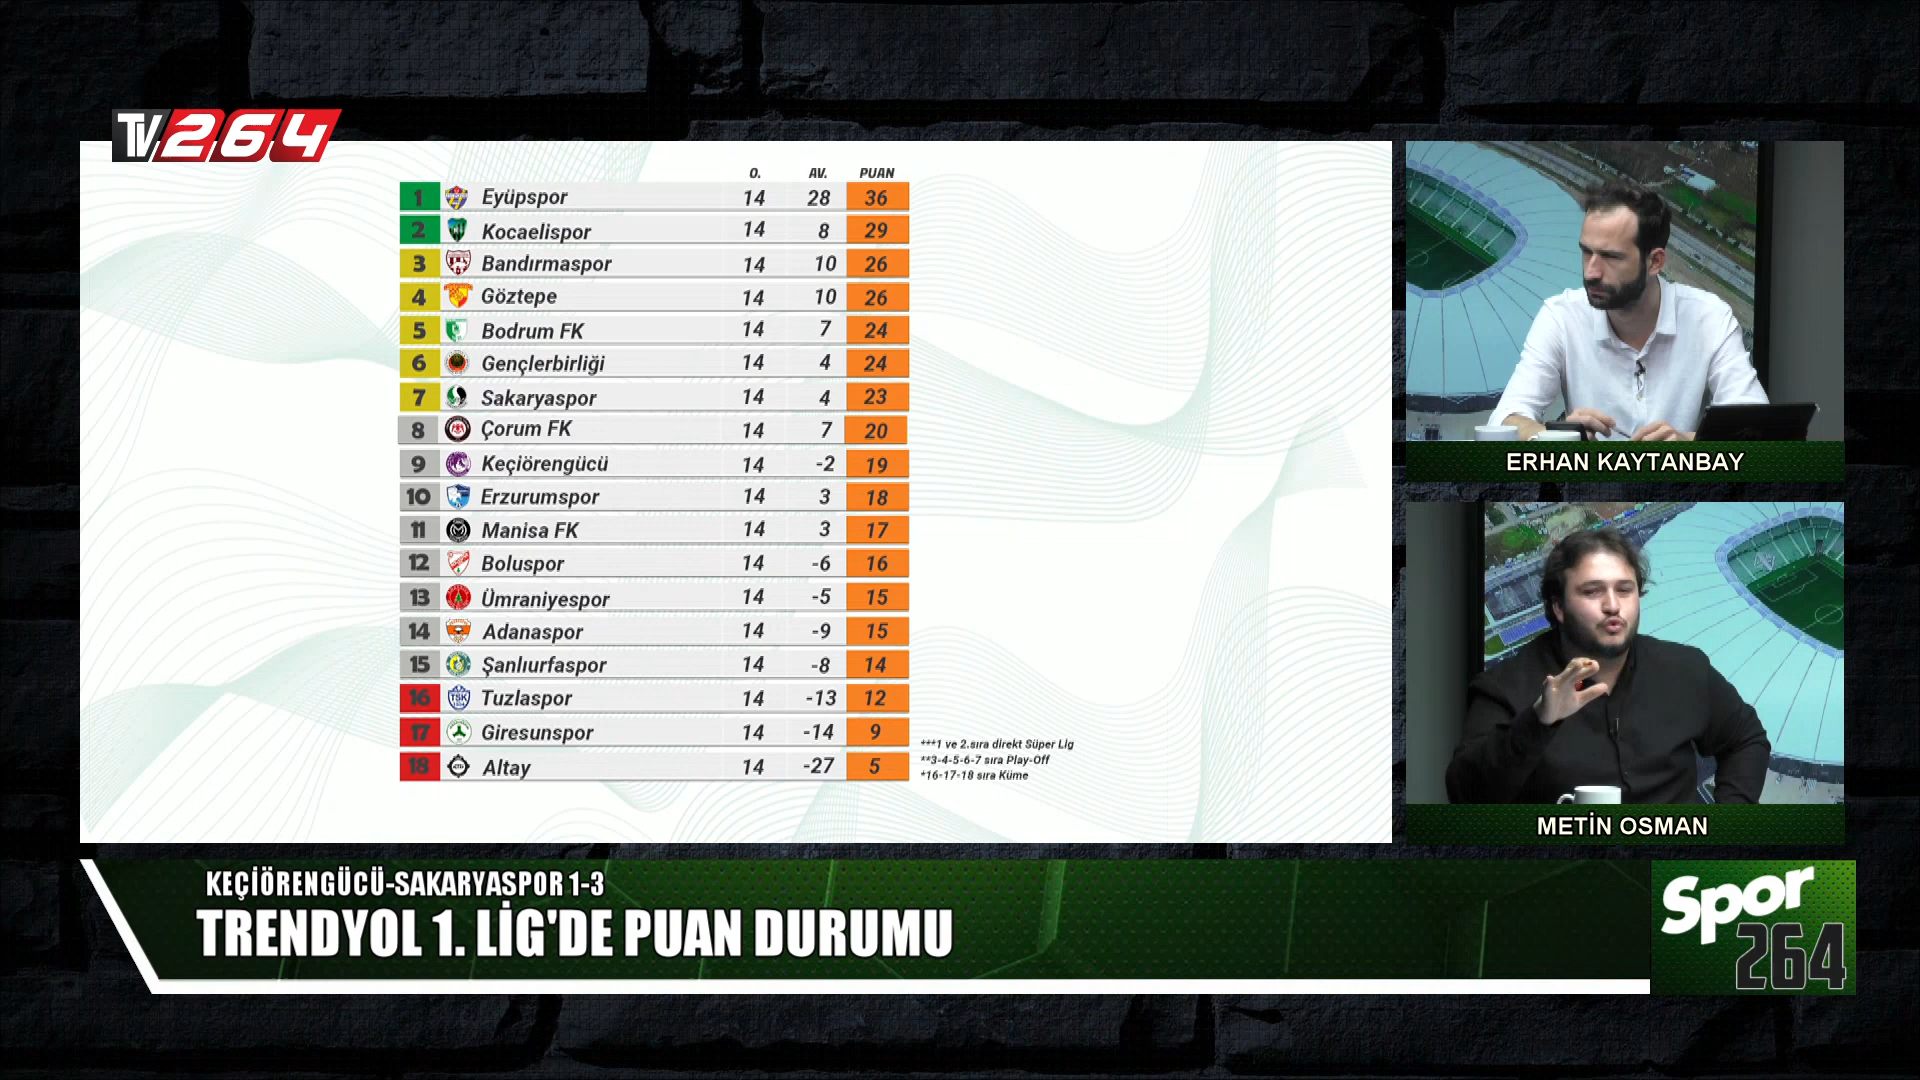 TV264
O. AV. PUAN
1 Eyüpspor 14 28 36
2 Kocaelispor 14 8 29
3 Bandırmaspor 14 10 26
4 Göztepe 14 10 26
5 Bodrum FK 14 7 24
6 Gençlerbirliği 14 4 24
7 Sakaryaspor 14 4 23
8 Çorum FK 14 7 20
9 Keçiörengücü 14 -2 19
10 Erzurumspor 14 3 18
11 Manisa FK 14 3 17
12 Boluspor 14 -6 16
13 Ümraniyespor 14 -5 15
14 Adanaspor 14 -9 15
15 Şanlıurfaspor 14 -8 14
16 Tuzlaspor 14 -13 12
17 Giresunspor 14 -14 9
18 Altay 14 -27 5
***1 ve 2.sıra direkt Süper Lig
**3-4-5-6-7 sıra Play-Off
*16-17-18 sıra Küme
ERHAN KAYTANBAY
METİN OSMAN
KEÇİÖRENGÜCÜ-SAKARYASPOR 1-3
TRENDYOL 1. LİG'DE PUAN DURUMU
Spor
264